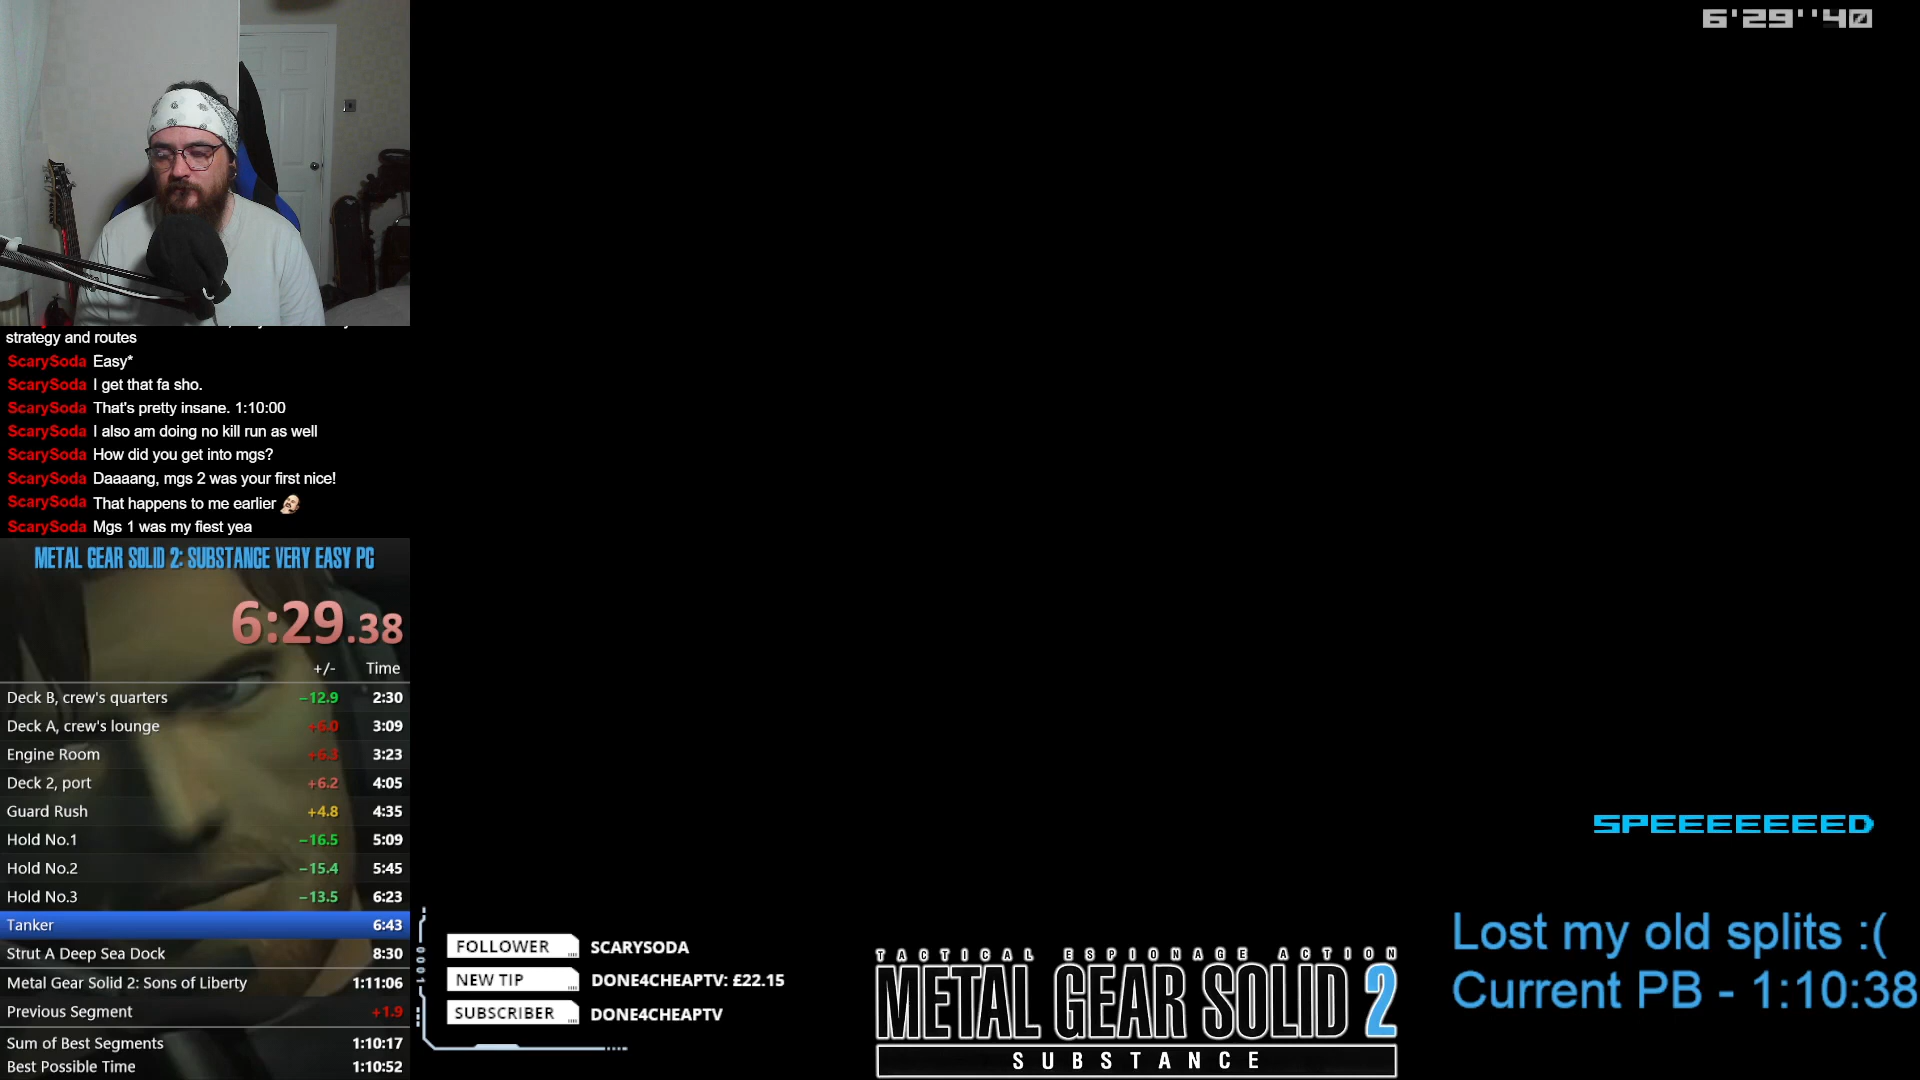 6'29''40
strategy and routes
ScarySoda Easy*
ScarySoda I get that fa sho.
ScarySoda That's pretty insane. 1:10:00
ScarySoda I also am doing no kill run as well
ScarySoda How did you get into mgs?
ScarySoda Daaaang, mgs 2 was your first nice!
ScarySoda That happens to me earlier
ScarySoda Mgs 1 was my fiest yea
METAL GEAR SOLID 2: SUBSTANCE VERY EASY PC
6:29.38
+/- Time
Deck B, crew's quarters −12.9 2:30
Deck A, crew's lounge +6.0 3:09
Engine Room +6.3 3:23
Deck 2, port +6.2 4:05
Guard Rush +4.8 4:35
Hold No.1 −16.5 5:09
Hold No.2 −15.4 5:45
Hold No.3 −13.5 6:23
Tanker 6:43
Strut A Deep Sea Dock 8:30
Metal Gear Solid 2: Sons of Liberty 1:11:06
Previous Segment +1.9
Sum of Best Segments 1:10:17
Best Possible Time 1:10:52
0001
FOLLOWER SCARYSODA
NEW TIP DONE4CHEAPTV: £22.15
SUBSCRIBER DONE4CHEAPTV
TACTICAL ESPIONAGE ACTION
METAL GEAR SOLID 2
SUBSTANCE
SPEEEEEEED
Lost my old splits :(
Current PB - 1:10:38